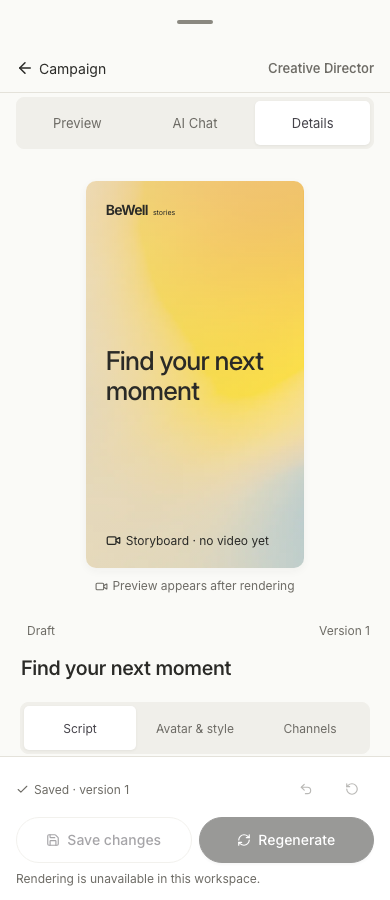 Campaign
Creative Director
Preview
AI Chat
Details
BeWell stories
Find your next
moment
Storyboard · no video yet
Preview appears after rendering
Draft
Version 1
Find your next moment
Script
Avatar & style
Channels
Saved · version 1
Save changes
Regenerate
Rendering is unavailable in this workspace.